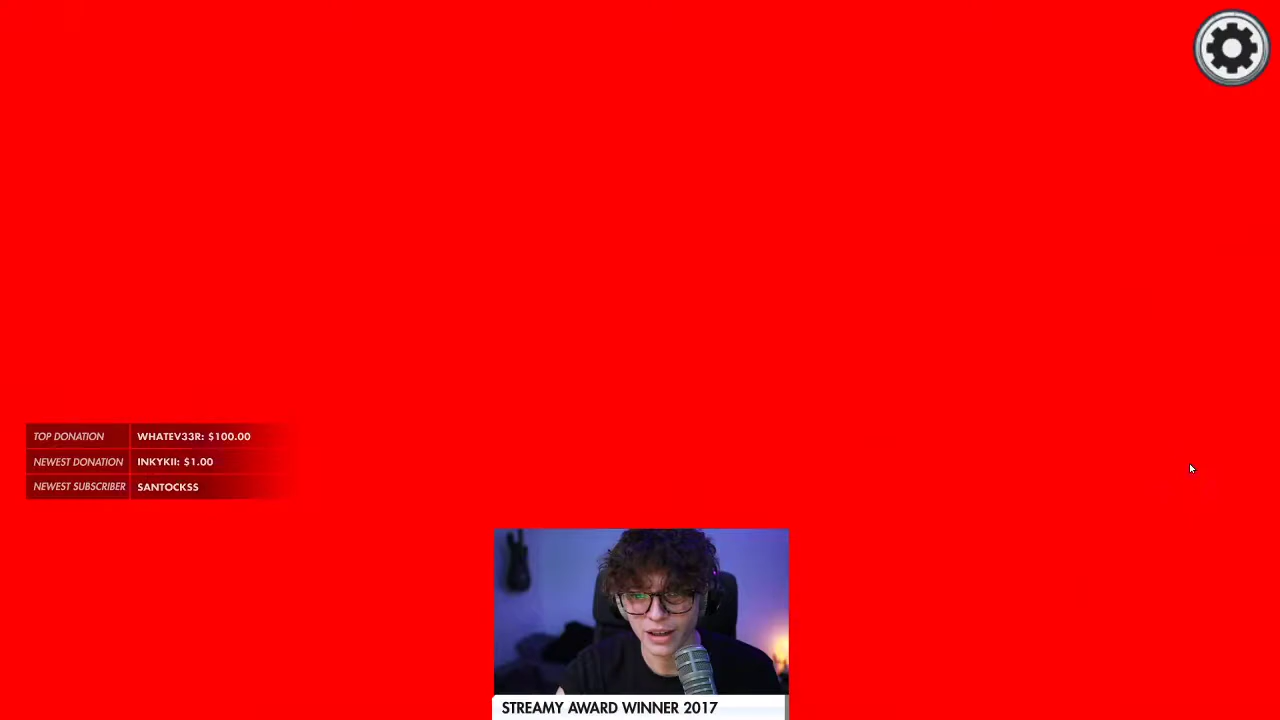 TOP DONATION WHATEV33R: $100.00
NEWEST DONATION INKYKII: $1.00
NEWEST SUBSCRIBER SANTOCKSS
STREAMY AWARD WINNER 2017